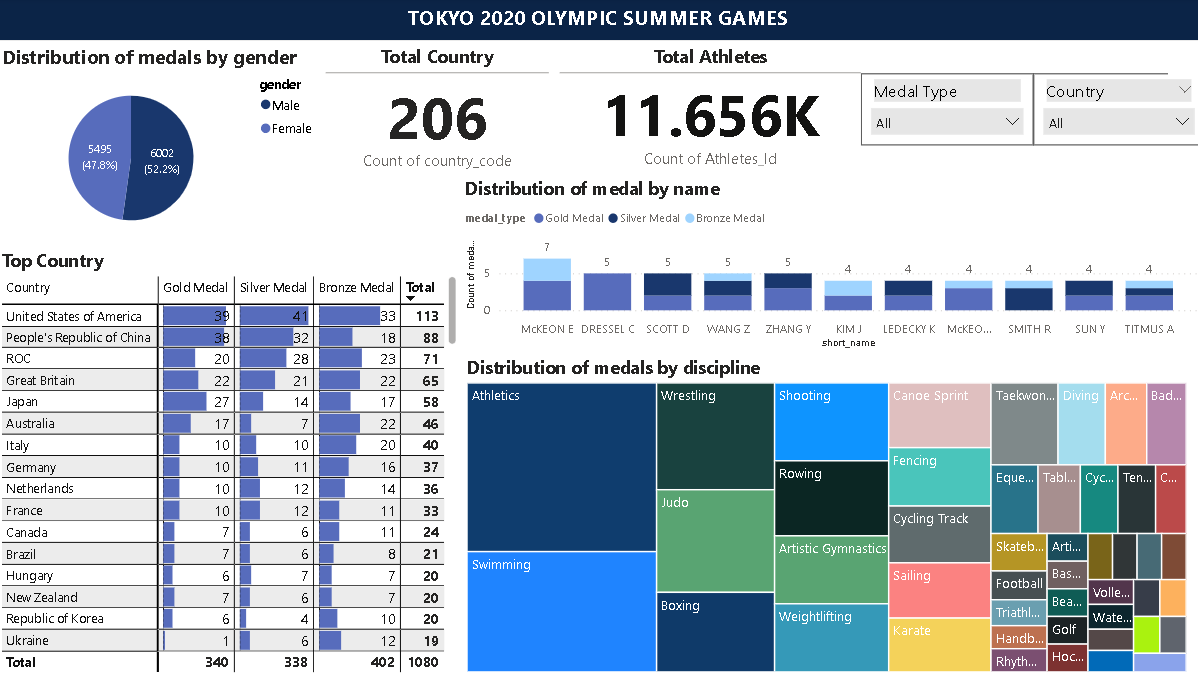 TOKYO 2020 OLYMPIC SUMMER GAMES
Distribution of medals by gender
gender
Male
Female
5495
(47.8%)
6002
(52.2%)
Total Country
206
Count of country_code
Total Athletes
11.656K
Count of Athletes_Id
Medal Type
All
Country
All
Distribution of medal by name
medal_type Gold Medal Silver Medal Bronze Medal
Count of meda...
5
0
7 5 5 5 5 4 4 4 4 4 4
McKEON E DRESSEL C SCOTT D WANG Z ZHANG Y KIM J LEDECKY K McKEO... SMITH R SUN Y TITMUS A
short_name
Top Country
Country Gold Medal Silver Medal Bronze Medal Total
United States of America 39 41 33 113
People's Republic of China 38 32 18 88
ROC 20 28 23 71
Great Britain 22 21 22 65
Japan 27 14 17 58
Australia 17 7 22 46
Italy 10 10 20 40
Germany 10 11 16 37
Netherlands 10 12 14 36
France 10 12 11 33
Canada 7 6 11 24
Brazil 7 6 8 21
Hungary 6 7 7 20
New Zealand 7 6 7 20
Republic of Korea 6 4 10 20
Ukraine 1 6 12 19
Total 340 338 402 1080
Distribution of medals by discipline
Athletics
Swimming
Wrestling
Judo
Boxing
Shooting
Rowing
Artistic Gymnastics
Weightlifting
Canoe Sprint
Fencing
Cycling Track
Sailing
Karate
Taekwon...
Diving
Arc...
Bad...
Eque...
Tabl...
Cyc...
Ten...
C...
Skateb...
Football
Triathl...
Handb...
Rhyth...
Arti...
Bas...
Bea...
Golf
Hoc...
Volle...
Wate...